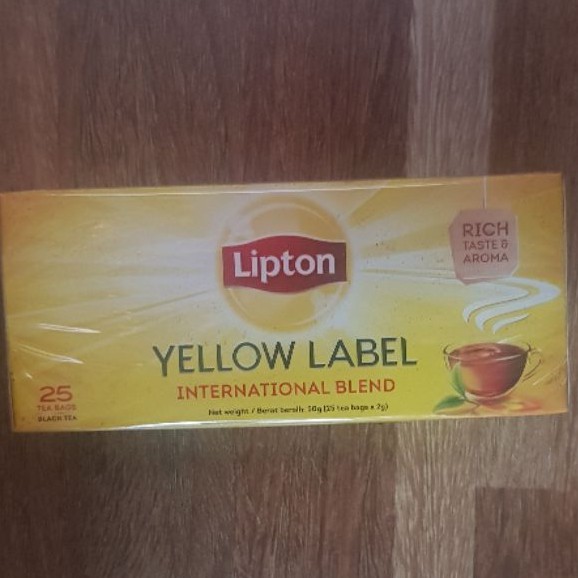 Lipton
RICH
TASTE &
AROMA
YELLOW LABEL
INTERNATIONAL BLEND
25
TEA BAGS
BLACK TEA
Net weight / Berat bersih: 50g (25 tea bags x 2g)